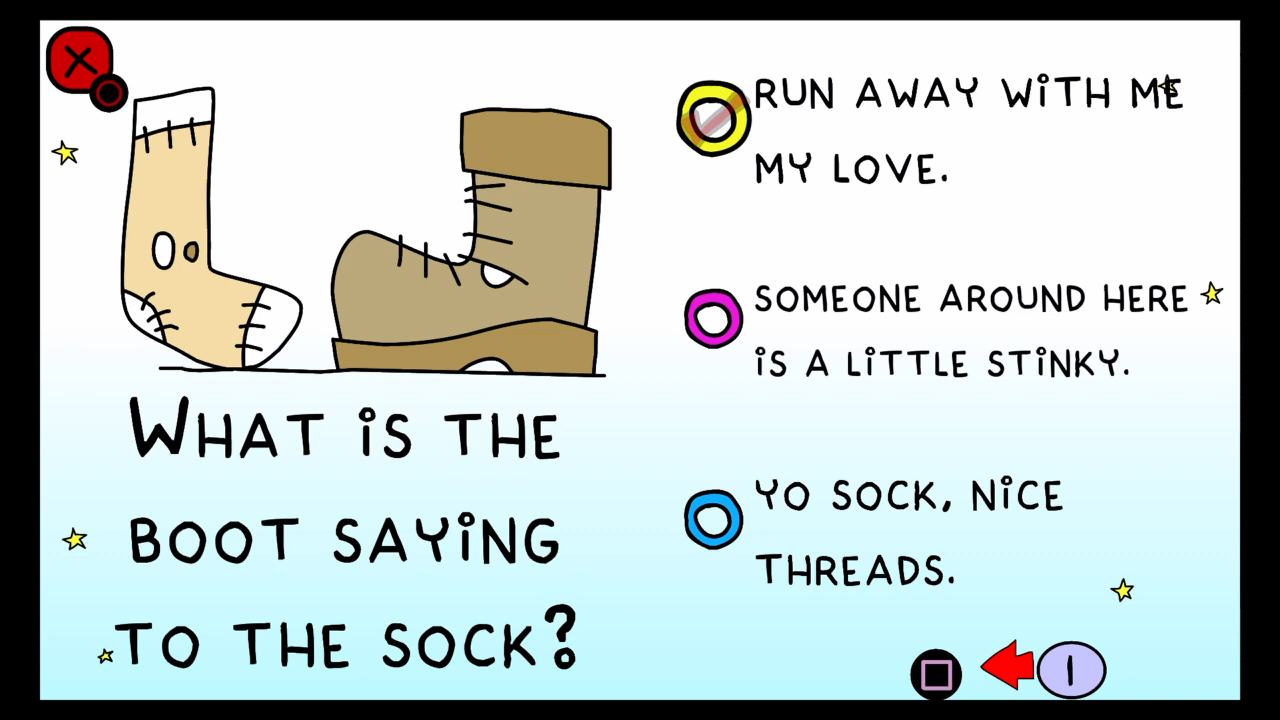 RUN AWAY WiTH ME
MY LOVE.
SOMEONE AROUND HERE
iS A LiTTLE STiNKY.
YO SOCK, NiCE
THREADS.
WHAT iS THE
BOOT SAYiNG
TO THE SOCK?
1